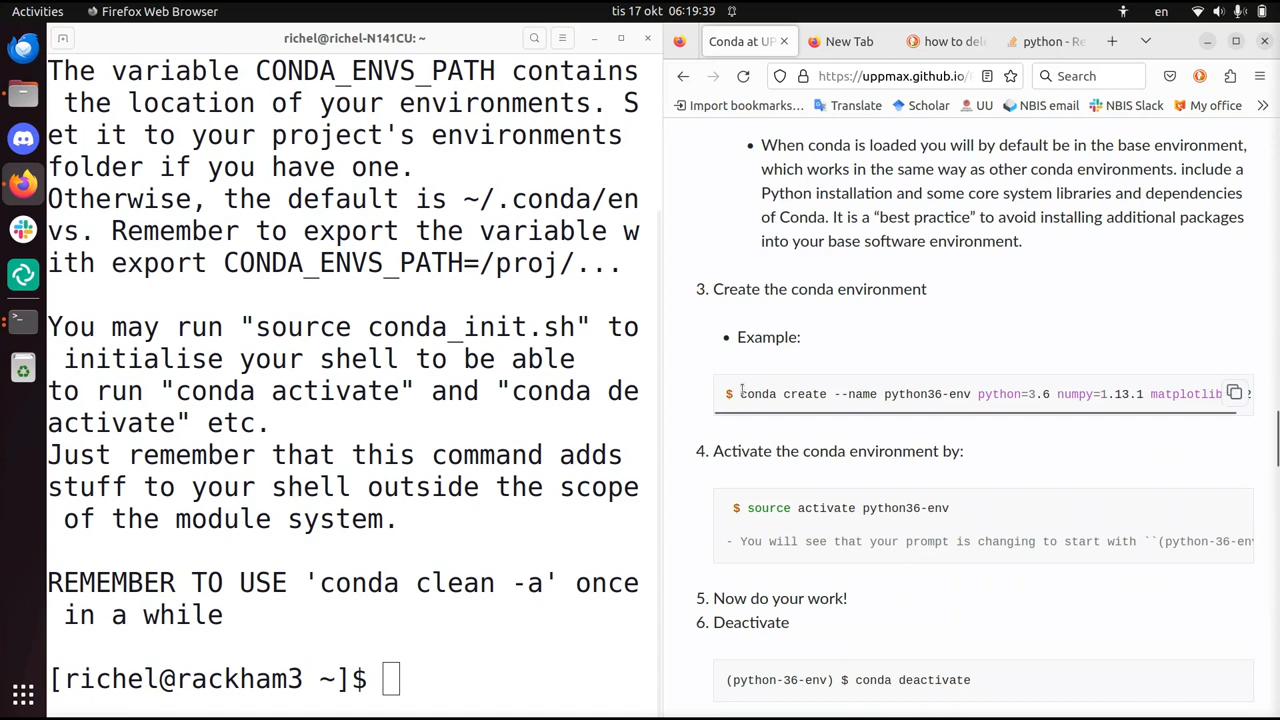 Activities
Firefox Web Browser
tis 17 okt 06:19:39
en
richel@richel-N141CU: ~
The variable CONDA_ENVS_PATH contains
the location of your environments. S
et it to your project's environments
folder if you have one.
Otherwise, the default is ~/.conda/en
vs. Remember to export the variable w
ith export CONDA_ENVS_PATH=/proj/...
You may run "source conda_init.sh" to
initialise your shell to be able
to run "conda activate" and "conda de
activate" etc.
Just remember that this command adds
stuff to your shell outside the scope
of the module system.
REMEMBER TO USE 'conda clean -a' once
in a while
[richel@rackham3 ~]$
Conda at UP
New Tab
how to del
python - Re
https://uppmax.github.io/
Search
Import bookmarks...
Translate
Scholar
UU
NBIS email
NBIS Slack
My office
When conda is loaded you will by default be in the base environment,
which works in the same way as other conda environments. include a
Python installation and some core system libraries and dependencies
of Conda. It is a “best practice” to avoid installing additional packages
into your base software environment.
3. Create the conda environment
Example:
$ conda create --name python36-env python=3.6 numpy=1.13.1 matplotlib
4. Activate the conda environment by:
$ source activate python36-env
- You will see that your prompt is changing to start with ``(python-36-en
5. Now do your work!
6. Deactivate
(python-36-env) $ conda deactivate